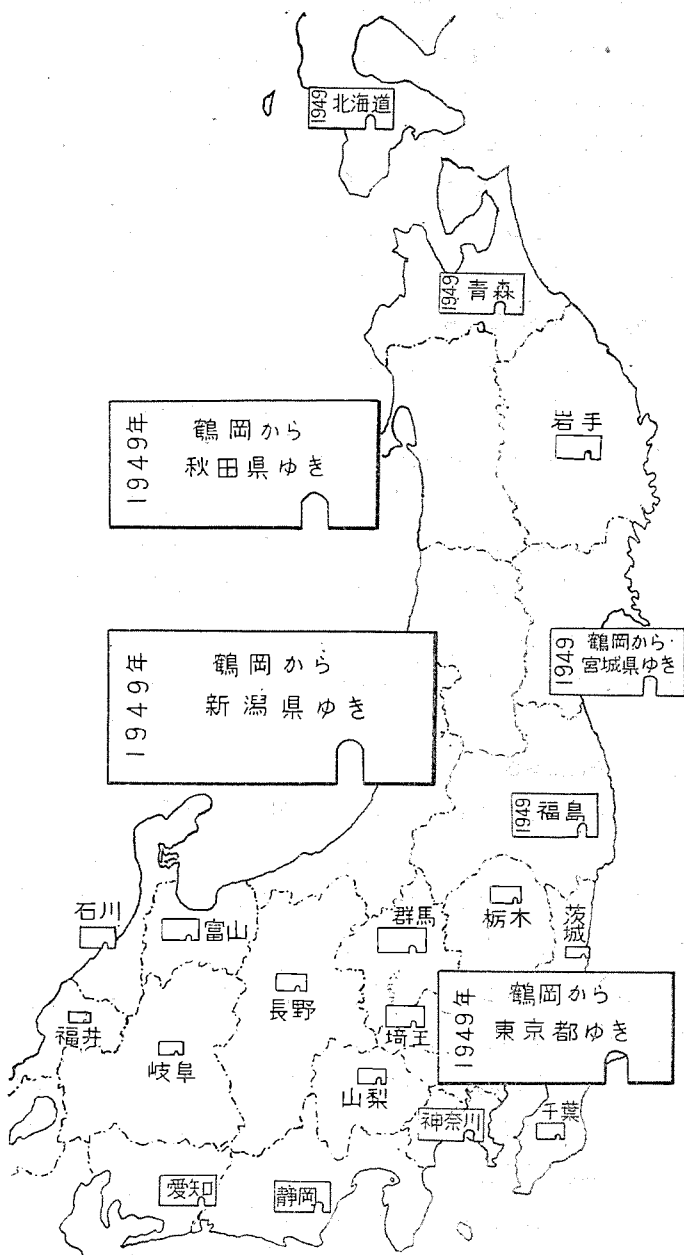 1949
北海道
1949
青森
1949年
鶴岡から
秋田県ゆき
岩手
1949年
鶴岡から
新潟県ゆき
1949
鶴岡から
宮城県ゆき
1949
福島
石川
富山
群馬
栃木
茨城
長野
1949年
鶴岡から
東京都ゆき
福井
岐阜
埼玉
山梨
神奈川
千葉
愛知
静岡